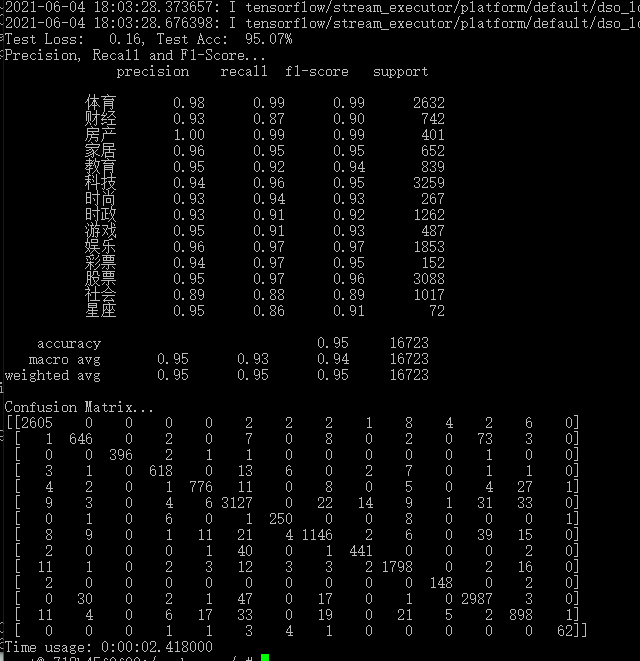 2021-06-04 18:03:28.373657: I tensorflow/stream_executor/platform/default/dso_lo
2021-06-04 18:03:28.676398: I tensorflow/stream_executor/platform/default/dso_lo
Test Loss:   0.16, Test Acc:  95.07%
Precision, Recall and F1-Score...
precision    recall  f1-score   support
体育       0.98      0.99      0.99      2632
财经       0.93      0.87      0.90       742
房产       1.00      0.99      0.99       401
家居       0.96      0.95      0.95       652
教育       0.95      0.92      0.94       839
科技       0.94      0.96      0.95      3259
时尚       0.93      0.94      0.93       267
时政       0.93      0.91      0.92      1262
游戏       0.95      0.91      0.93       487
娱乐       0.96      0.97      0.97      1853
彩票       0.94      0.97      0.95       152
股票       0.95      0.97      0.96      3088
社会       0.89      0.88      0.89      1017
星座       0.95      0.86      0.91        72
accuracy                           0.95     16723
macro avg       0.95      0.93      0.94     16723
weighted avg       0.95      0.95      0.95     16723
Confusion Matrix...
[[2605    0    0    0    0    2    2    2    1    8    4    2    6    0]
[   1  646    0    2    0    7    0    8    0    2    0   73    3    0]
[   0    0  396    2    1    1    0    0    0    0    0    1    0    0]
[   3    1    0  618    0   13    6    0    2    7    0    1    1    0]
[   4    2    0    1  776   11    0    8    0    5    0    4   27    1]
[   9    3    0    4    6 3127    0   22   14    9    1   31   33    0]
[   0    1    0    6    0    1  250    0    0    8    0    0    0    1]
[   8    9    0    1   11   21    4 1146    2    6    0   39   15    0]
[   2    0    0    0    1   40    0    1  441    0    0    0    2    0]
[  11    1    0    2    3   12    3    3    2 1798    0    2   16    0]
[   2    0    0    0    0    0    0    0    0    0  148    2    0    0]
[   0   30    0    2    1   47    0   17    0    1    0 2987    3    0]
[  11    4    0    6   17   33    0   19    0   21    5    2  898    1]
[   0    0    0    1    1    3    4    1    0    0    0    0    0   62]]
Time usage: 0:00:02.418000